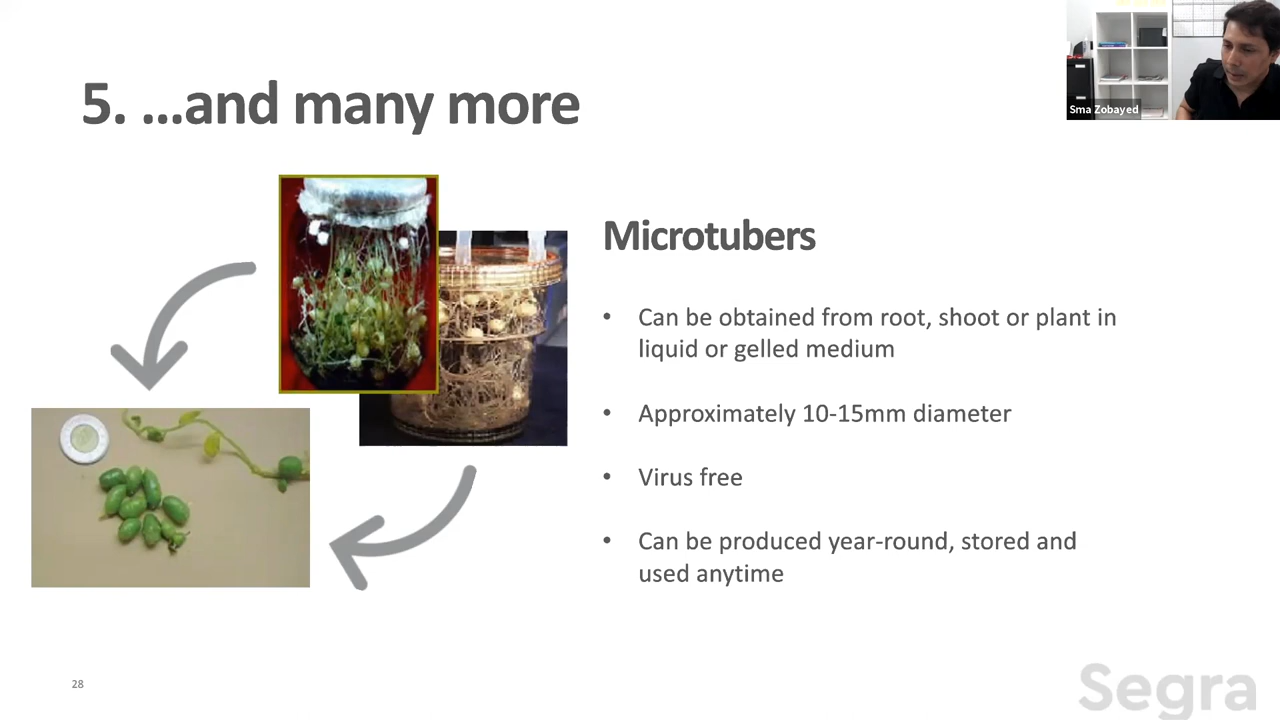 5. ...and many more
Sma Zobayed
Microtubers
• Can be obtained from root, shoot or plant in
liquid or gelled medium
• Approximately 10-15mm diameter
• Virus free
• Can be produced year-round, stored and
used anytime
28
Segra